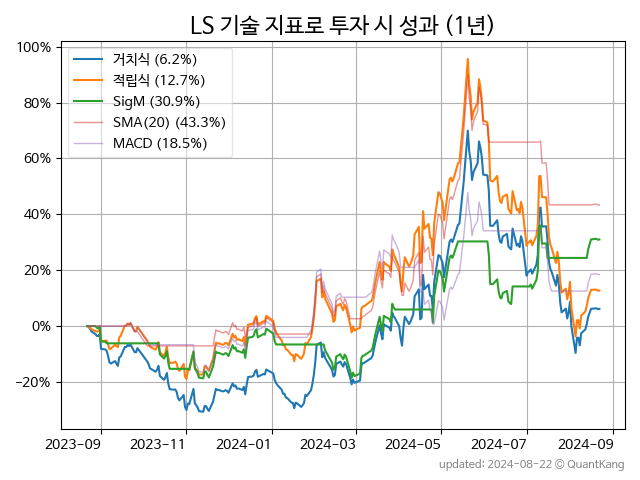 LS 기술 지표로 투자 시 성과 (1년)
100%
80%
60%
40%
20%
0%
−20%
거치식 (6.2%)
적립식 (12.7%)
SigM (30.9%)
SMA(20) (43.3%)
MACD (18.5%)
2023-09 2023-11 2024-01 2024-03 2024-05 2024-07 2024-09
updated: 2024-08-22 © QuantKang